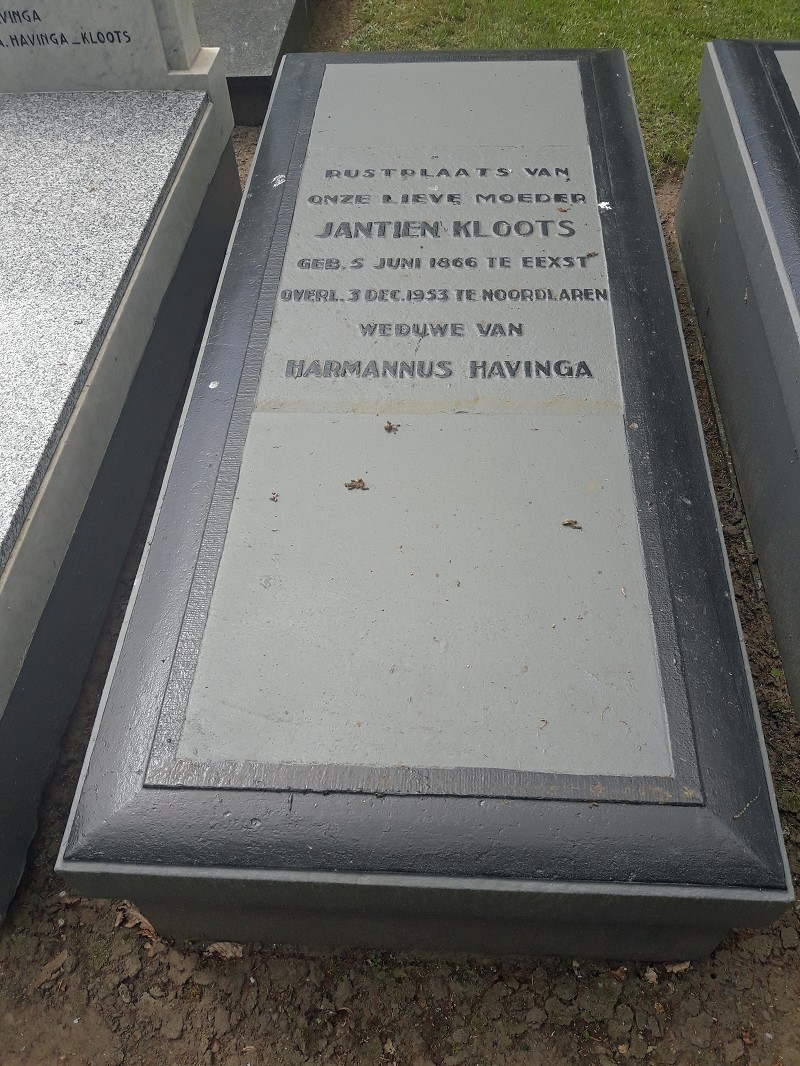 VINGA
A. HAVINGA_KLOOTS
RUSTPLAATS VAN
ONZE LIEVE MOEDER
JANTIEN KLOOTS
GEB. 5 JUNI 1866 TE EEXST
OVERL. 3 DEC. 1953 TE NOORDLAREN
WEDUWE VAN
HARMANNUS HAVINGA